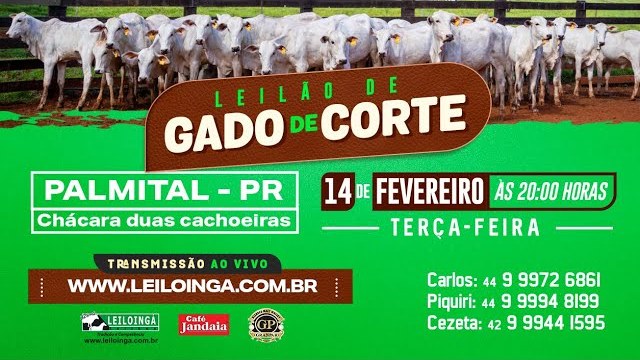 LEILÃO DE
GADO DE CORTE
PALMITAL - PR
Chácara duas cachoeiras
14 DE FEVEREIRO ÀS 20:00 HORAS
TERÇA-FEIRA
TRANSMISSÃO AO VIVO
WWW.LEILOINGA.COM.BR
Carlos: 44 9 9972 6861
Piquiri: 44 9 9994 8199
Cezeta: 42 9 9944 1595
LEILOINGÁ
www.leiloinga.com.br
Café
Jandaia
GP